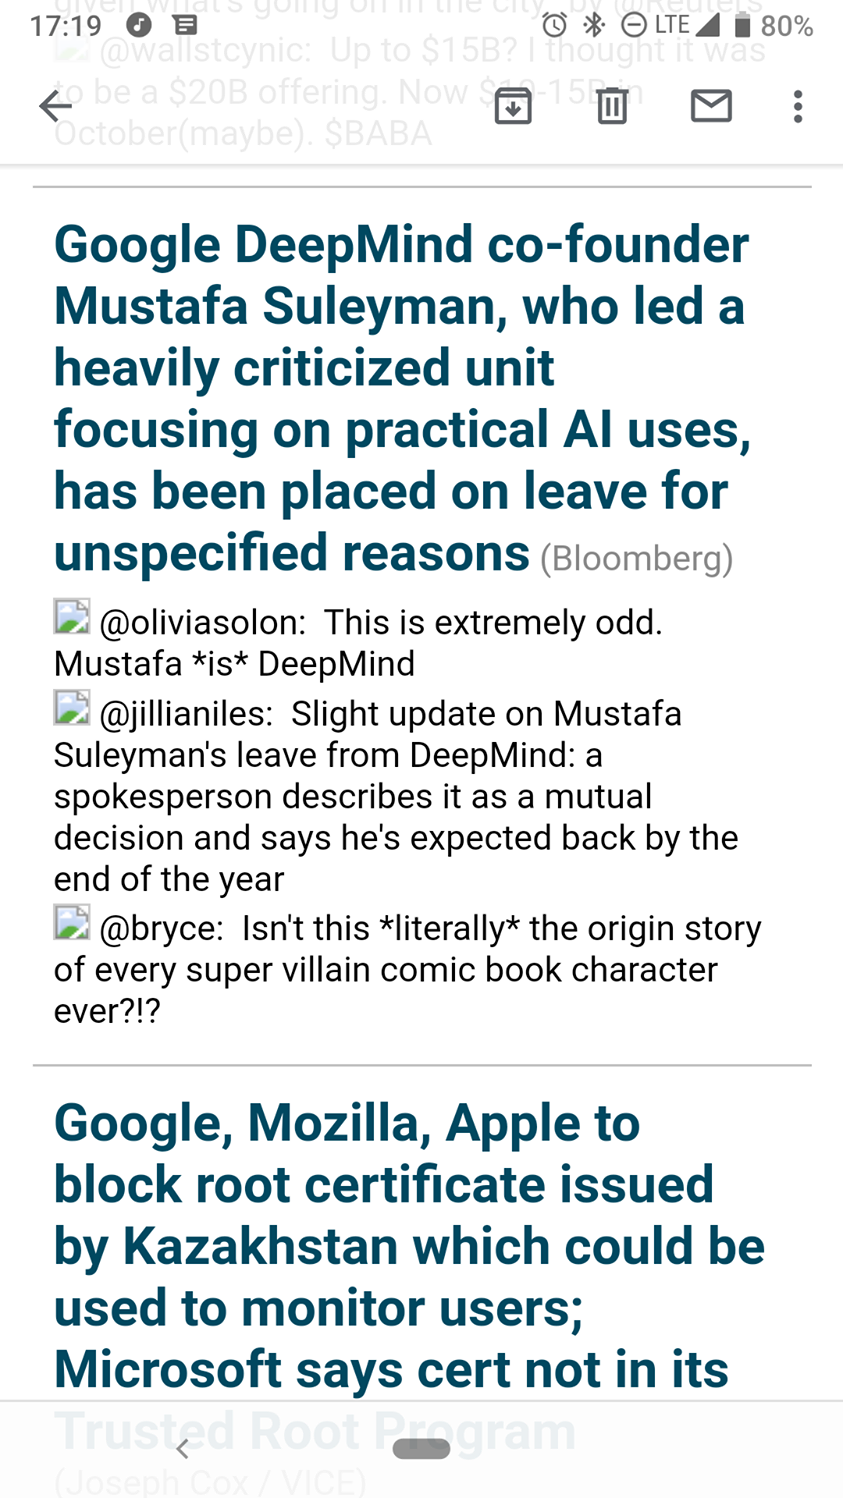 given what's going on in the city, by @Reuters
17:19 LTE 80%
@wallstcynic: Up to $15B? I thought it was
to be a $20B offering. Now $10-15B in
October(maybe). $BABA
Google DeepMind co-founder
Mustafa Suleyman, who led a
heavily criticized unit
focusing on practical AI uses,
has been placed on leave for
unspecified reasons (Bloomberg)
@oliviasolon: This is extremely odd.
Mustafa *is* DeepMind
@jillianiles: Slight update on Mustafa
Suleyman's leave from DeepMind: a
spokesperson describes it as a mutual
decision and says he's expected back by the
end of the year
@bryce: Isn't this *literally* the origin story
of every super villain comic book character
ever?!?
Google, Mozilla, Apple to
block root certificate issued
by Kazakhstan which could be
used to monitor users;
Microsoft says cert not in its
Trusted Root Program
(Joseph Cox / VICE)